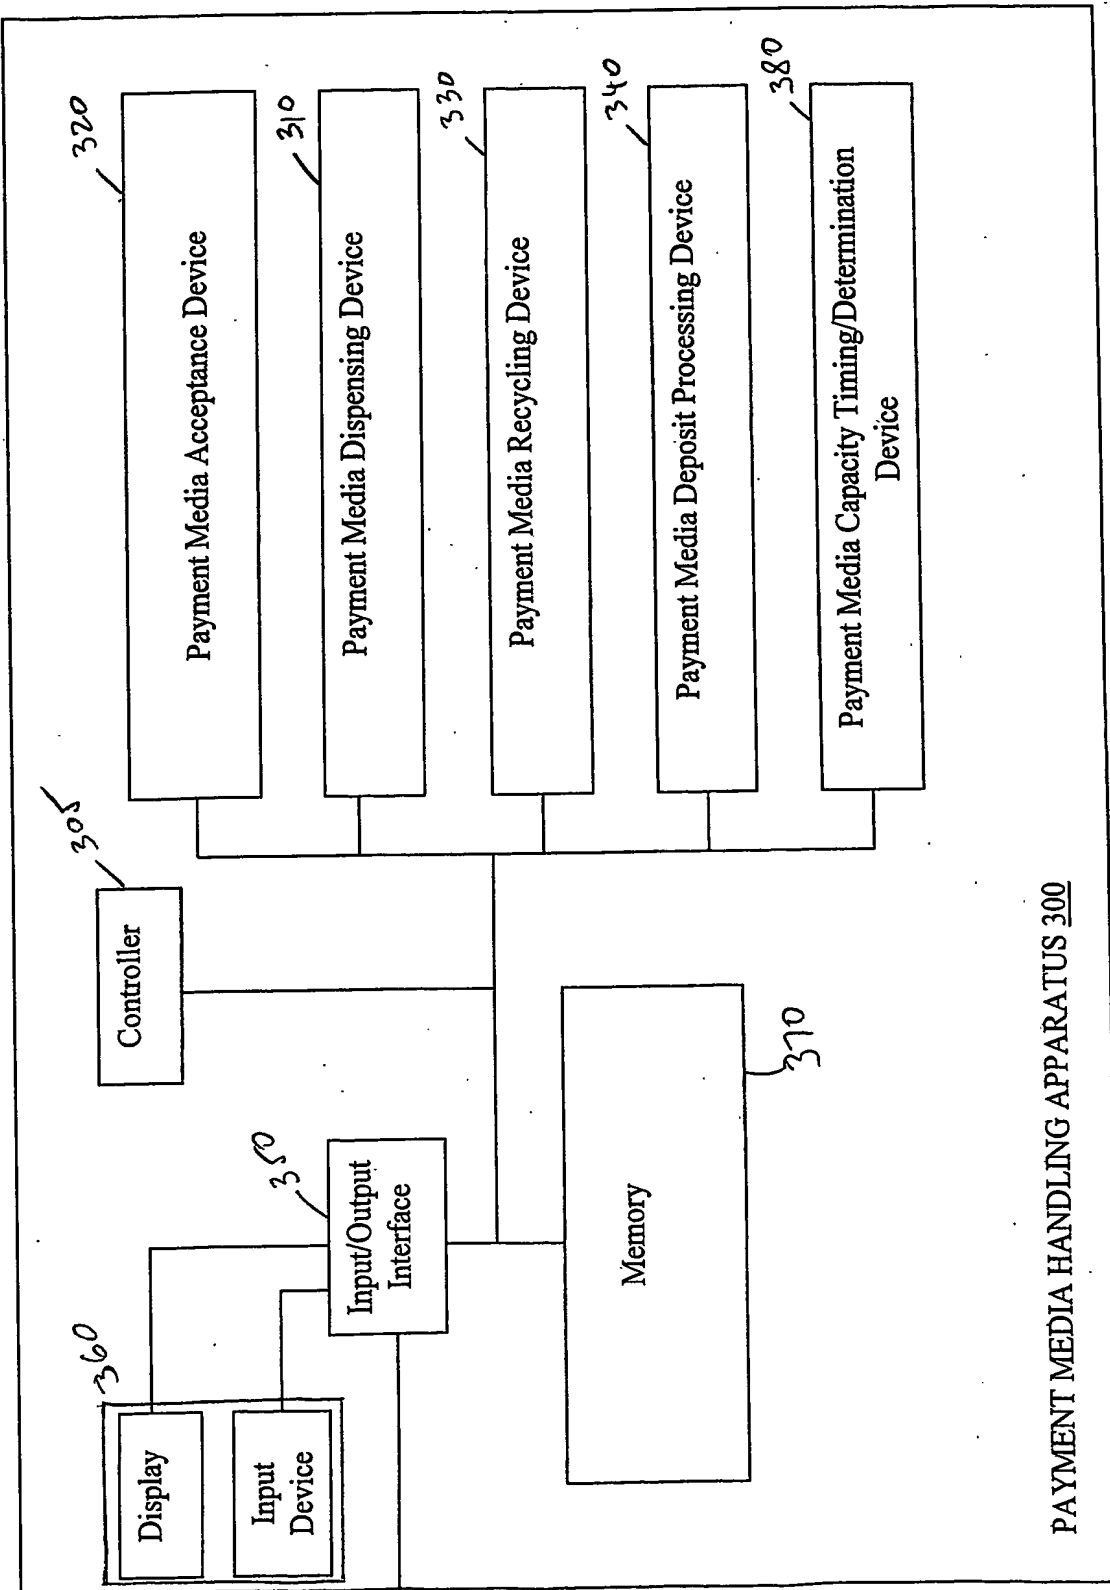 360
Display
Input
Device
350
Input/Output
Interface
305
Controller
Memory
370
320
Payment Media Acceptance Device
310
Payment Media Dispensing Device
330
Payment Media Recycling Device
340
Payment Media Deposit Processing Device
380
Payment Media Capacity Timing/Determination
Device
PAYMENT MEDIA HANDLING APPARATUS 300